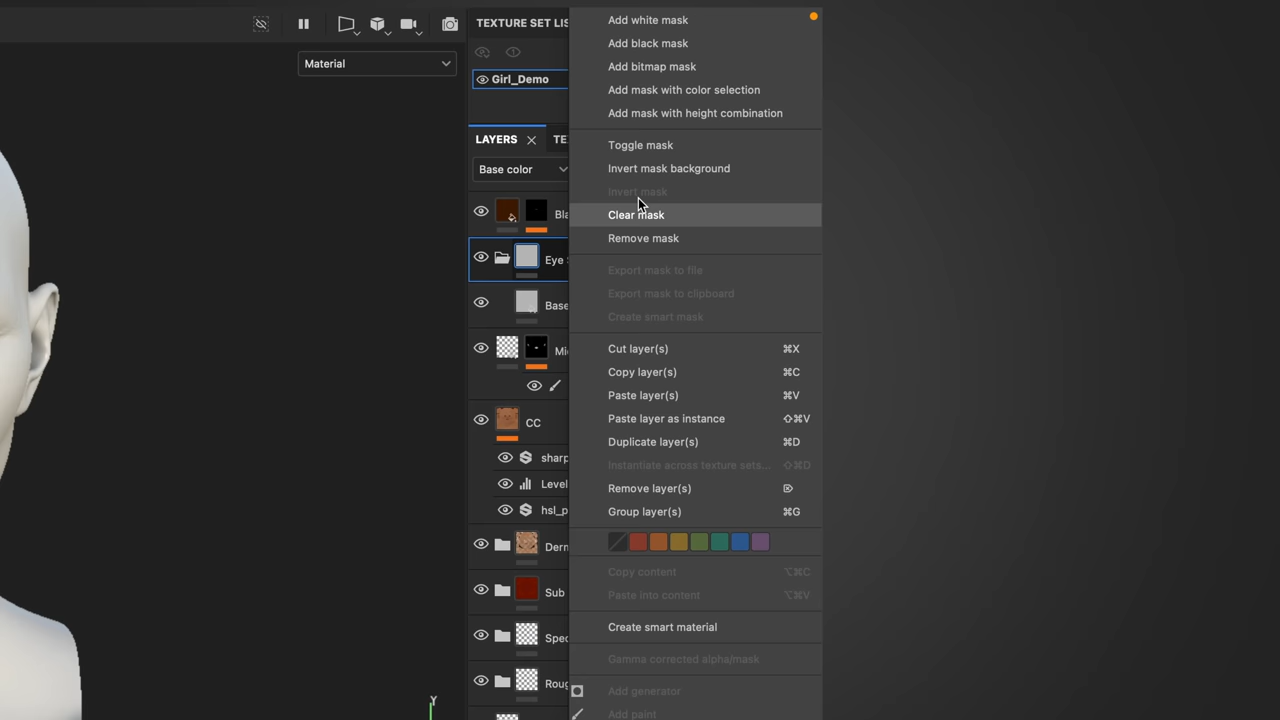 Material
TEXTURE SET LIS
Girl_Demo
LAYERS
TE
Base color
Bla
Eye S
Base
Mi
CC
sharp
Level
hsl_p
Derm
Sub
Spec
Roug
Add white mask
Add black mask
Add bitmap mask
Add mask with color selection
Add mask with height combination
Toggle mask
Invert mask background
Invert mask
Clear mask
Remove mask
Export mask to file
Export mask to clipboard
Create smart mask
Cut layer(s) ⌘X
Copy layer(s) ⌘C
Paste layer(s) ⌘V
Paste layer as instance ⇧⌘V
Duplicate layer(s) ⌘D
Instantiate across texture sets... ⇧⌘D
Remove layer(s) ⌦
Group layer(s) ⌘G
Copy content ⌥⌘C
Paste into content ⌥⌘V
Create smart material
Gamma corrected alpha/mask
Add generator
Add paint
Y